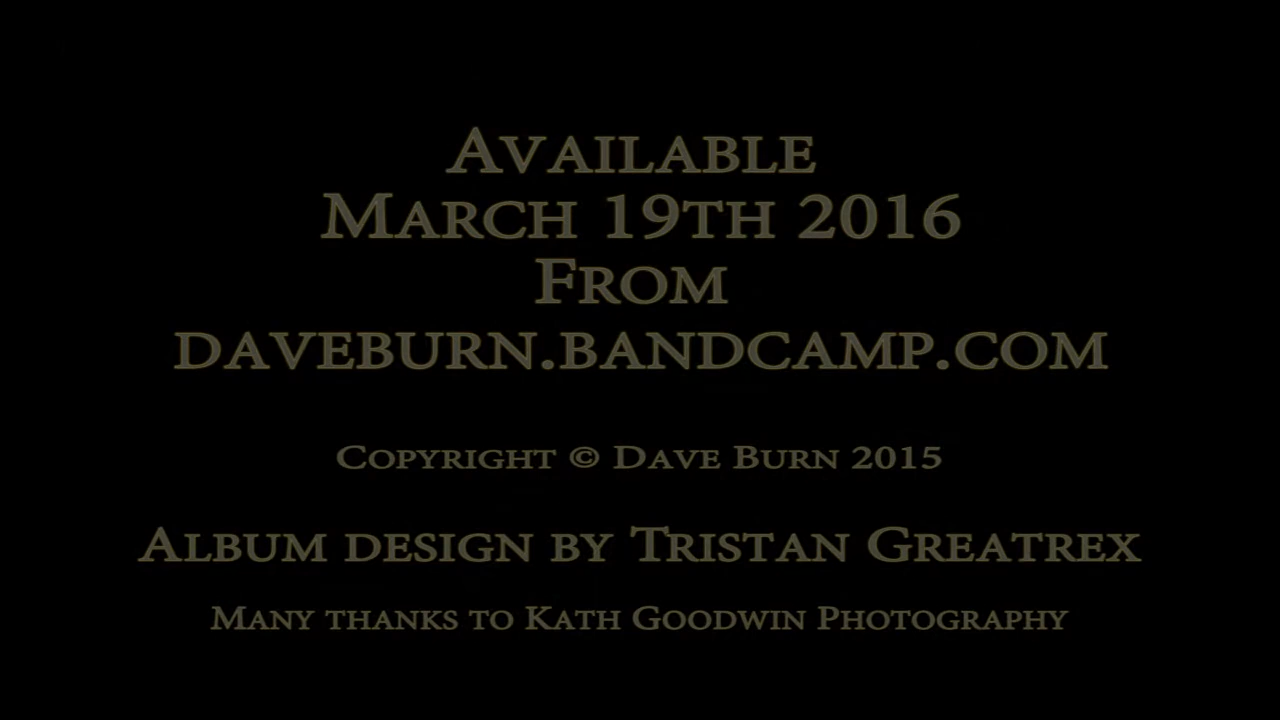 Available
March 19th 2016
From
daveburn.bandcamp.com
Copyright © Dave Burn 2015
Album design by Tristan Greatrex
Many thanks to Kath Goodwin Photography